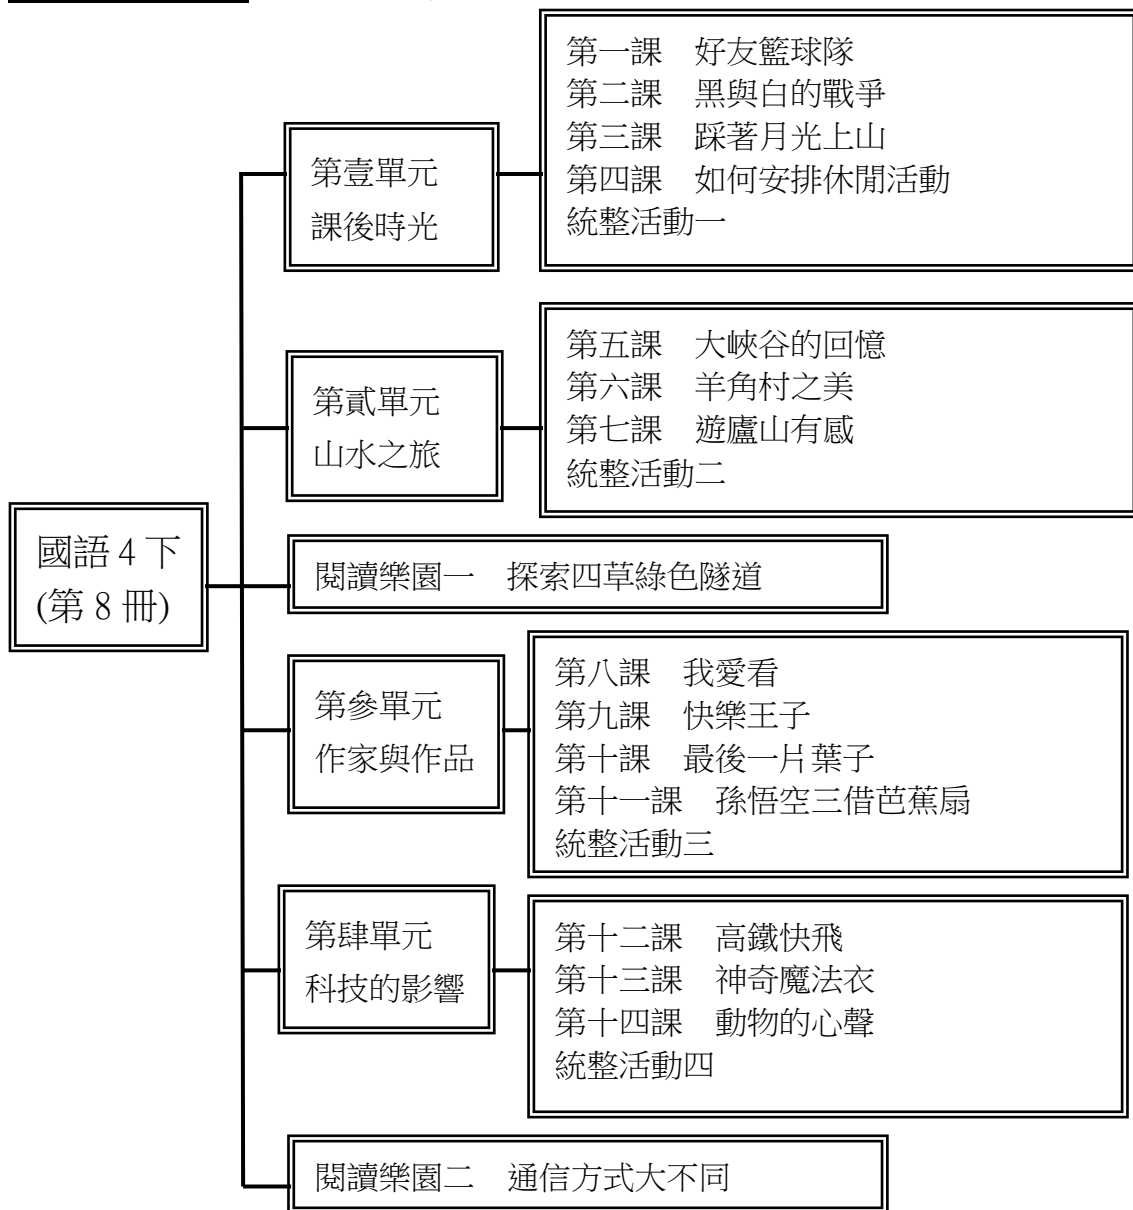 國語 4 下
(第 8 冊)
第壹單元
課後時光
第一課　好友籃球隊
第二課　黑與白的戰爭
第三課　踩著月光上山
第四課　如何安排休閒活動
統整活動一
第貳單元
山水之旅
第五課　大峽谷的回憶
第六課　羊角村之美
第七課　遊廬山有感
統整活動二
閱讀樂園一　探索四草綠色隧道
第參單元
作家與作品
第八課　我愛看
第九課　快樂王子
第十課　最後一片葉子
第十一課　孫悟空三借芭蕉扇
統整活動三
第肆單元
科技的影響
第十二課　高鐵快飛
第十三課　神奇魔法衣
第十四課　動物的心聲
統整活動四
閱讀樂園二　通信方式大不同